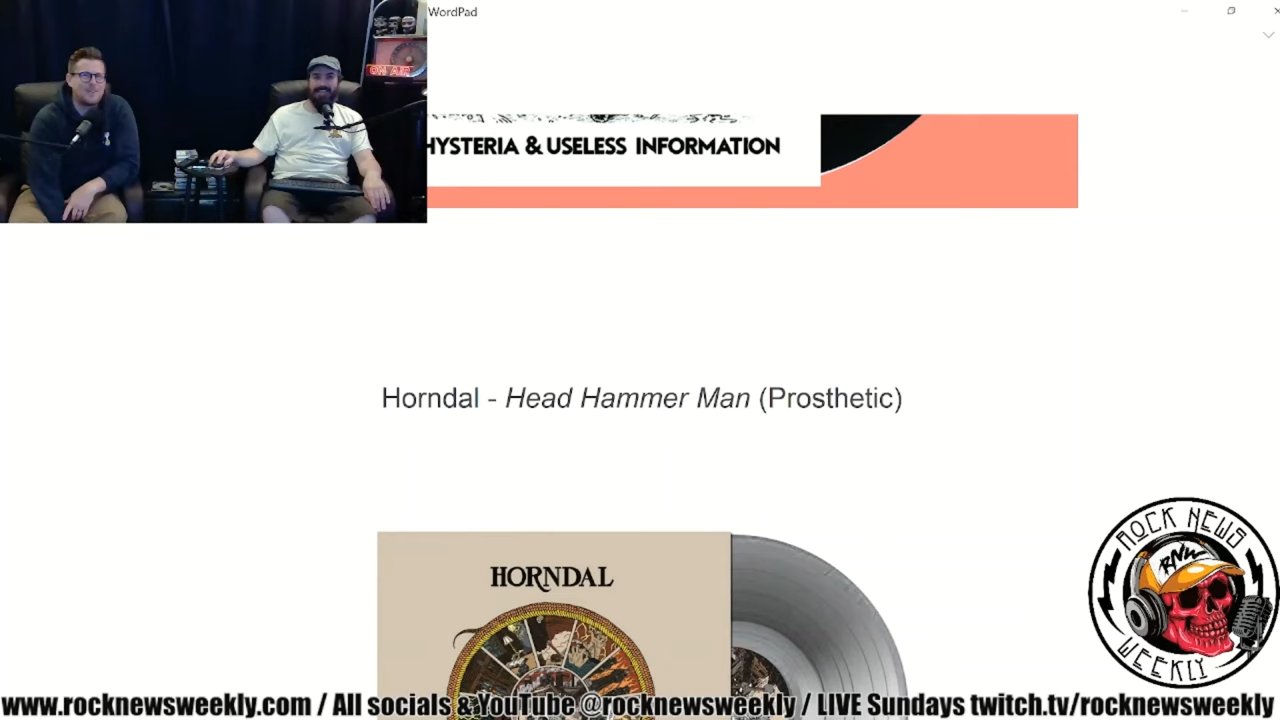 WordPad
ON AIR
HYSTERIA & USELESS INFORMATION
Horndal - Head Hammer Man (Prosthetic)
HORNDAL
ROCK NEWS
RNW
WEEKLY
www.rocknewsweekly.com / All socials & YouTube @rocknewsweekly / LIVE Sundays twitch.tv/rocknewsweekly